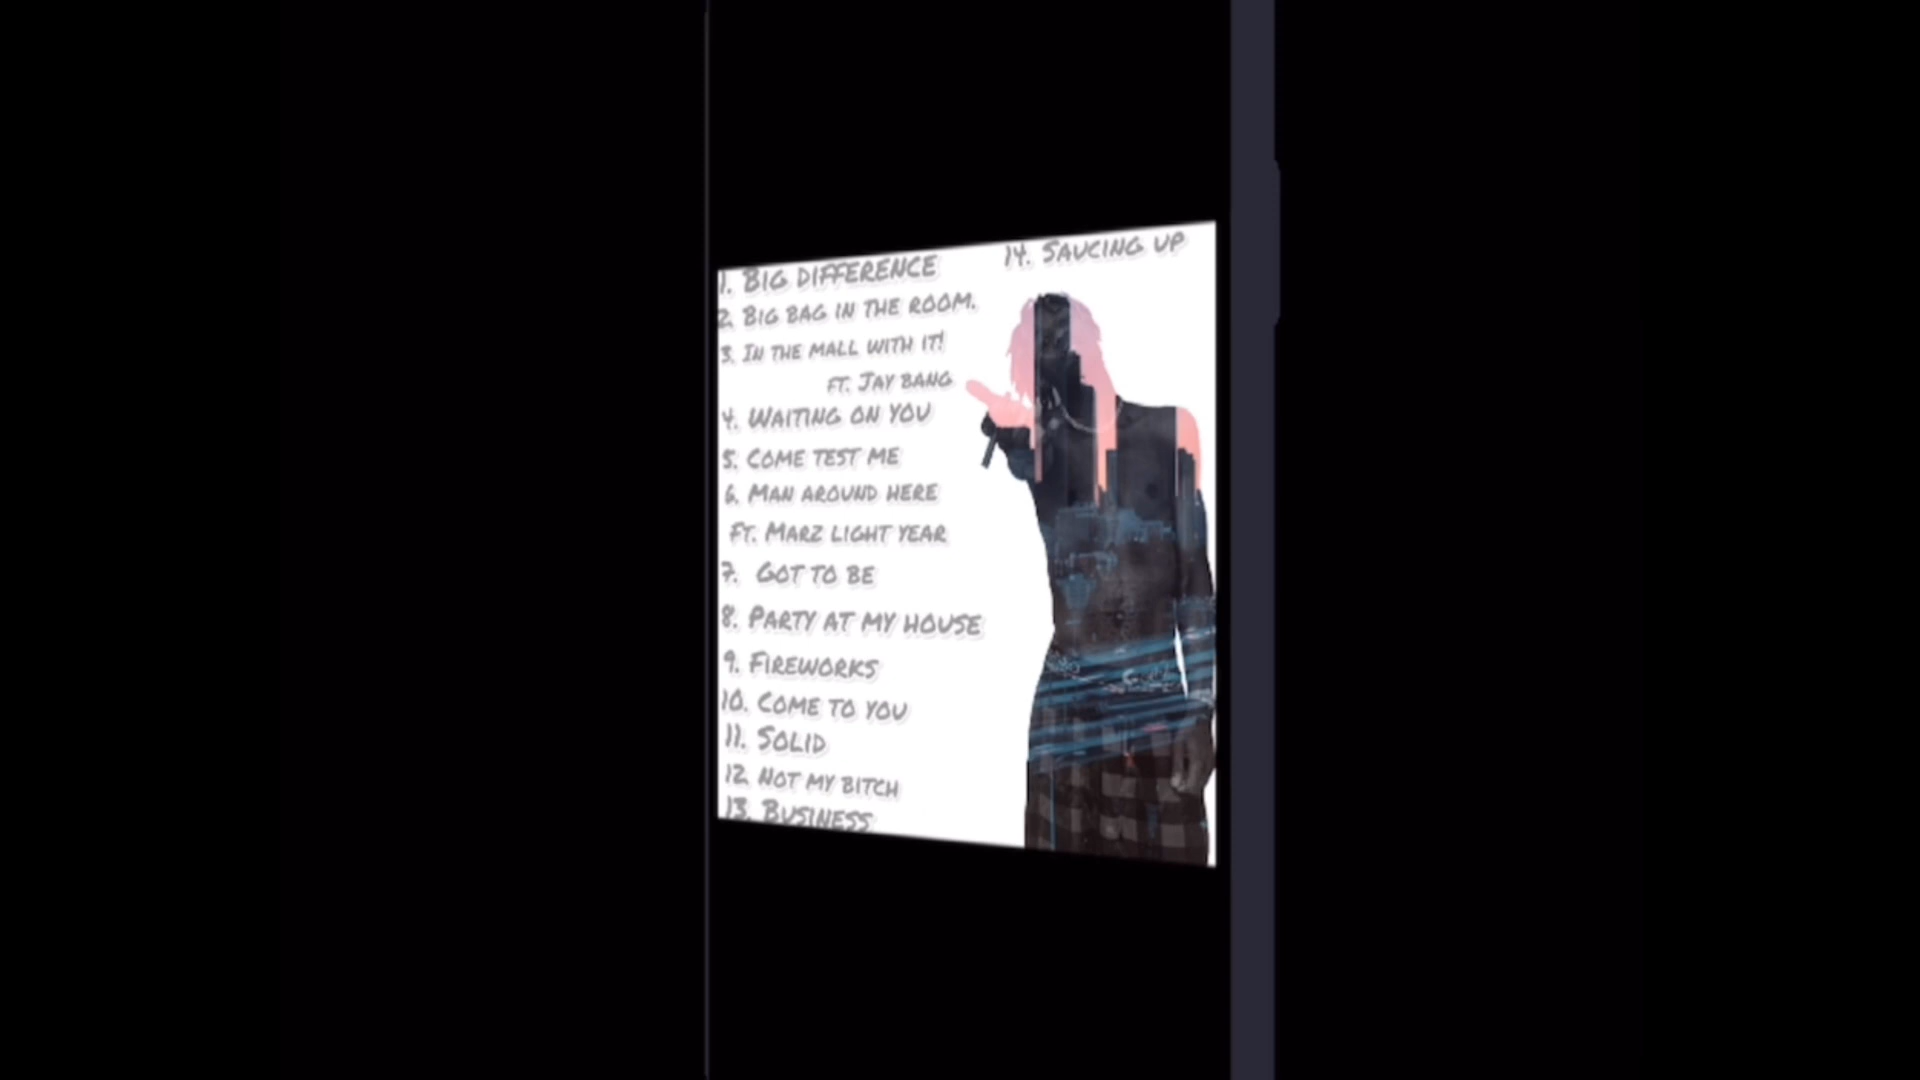 1. BIG DIFFERENCE
2. BIG BAG IN THE ROOM.
3. IN THE MALL WITH IT!
FT. JAY BANG
4. WAITING ON YOU
5. COME TEST ME
6. MAN AROUND HERE
FT. MARZ LIGHT YEAR
7. GOT TO BE
8. PARTY AT MY HOUSE
9. FIREWORKS
10. COME TO YOU
11. SOLID
12. NOT MY BITCH
13. BUSINESS
14. SAUCING UP